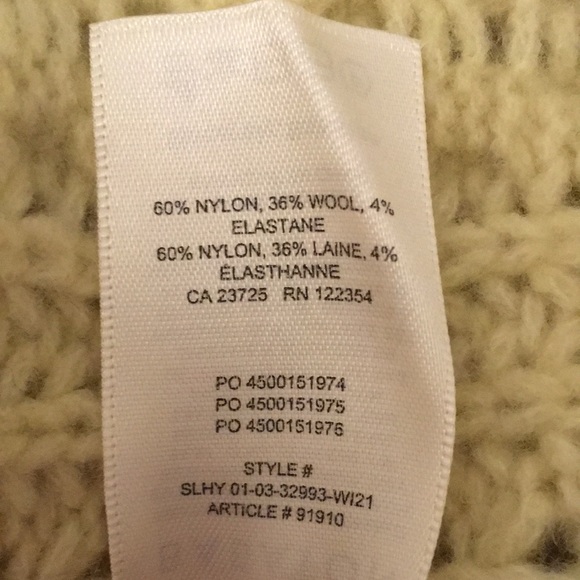 60% NYLON, 36% WOOL, 4%
ELASTANE
60% NYLON, 36% LAINE, 4%
ÉLASTHANNE
CA 23725 RN 122354
PO 4500151974
PO 4500151975
PO 4500151976
STYLE #
SLHY 01-03-32993-WI21
ARTICLE # 91910